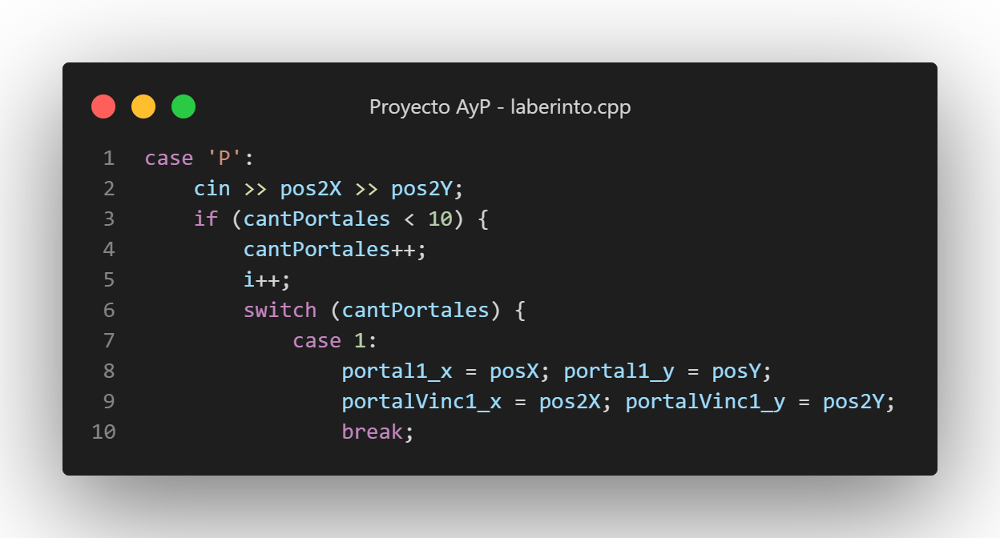 Proyecto AyP - laberinto.cpp
1 case 'P':
2     cin >> pos2X >> pos2Y;
3     if (cantPortales < 10) {
4         cantPortales++;
5         i++;
6         switch (cantPortales) {
7             case 1:
8                 portal1_x = posX; portal1_y = posY;
9                 portalVinc1_x = pos2X; portalVinc1_y = pos2Y;
10                 break;